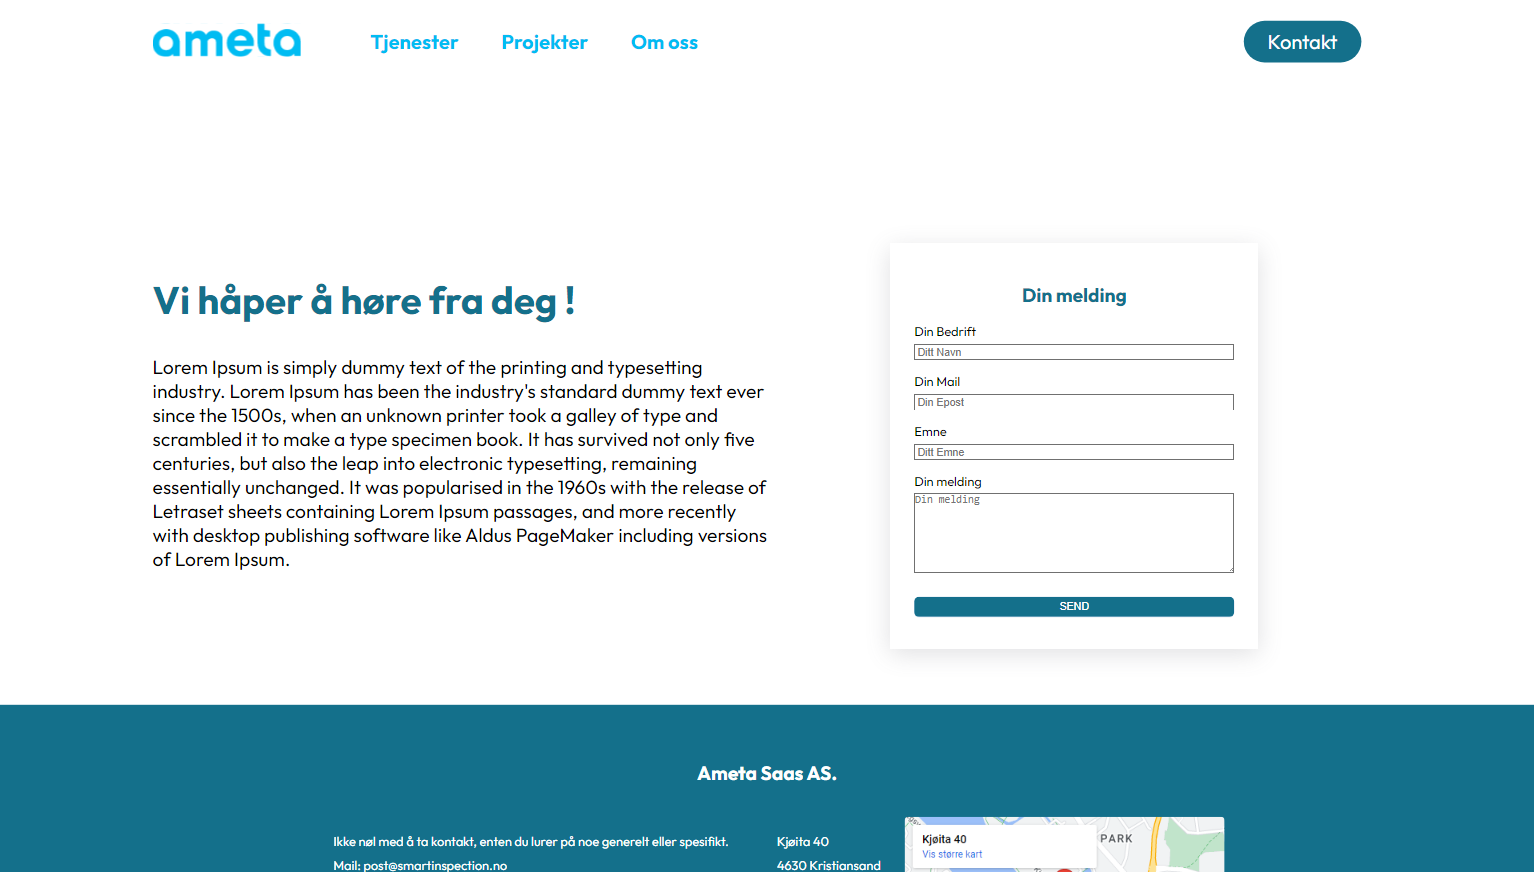 ameta
Tjenester
Projekter
Om oss
Kontakt
Vi håper å høre fra deg !
Lorem Ipsum is simply dummy text of the printing and typesetting
industry. Lorem Ipsum has been the industry's standard dummy text ever
since the 1500s, when an unknown printer took a galley of type and
scrambled it to make a type specimen book. It has survived not only five
centuries, but also the leap into electronic typesetting, remaining
essentially unchanged. It was popularised in the 1960s with the release of
Letraset sheets containing Lorem Ipsum passages, and more recently
with desktop publishing software like Aldus PageMaker including versions
of Lorem Ipsum.
Din melding
Din Bedrift
Ditt Navn
Din Mail
Din Epost
Emne
Ditt Emne
Din melding
Din melding
SEND
Ameta Saas AS.
Ikke nøl med å ta kontakt, enten du lurer på noe generelt eller spesifikt.
Mail: post@smartinspection.no
Kjøita 40
4630 Kristiansand
Kjøita 40
Vis større kart
PARK